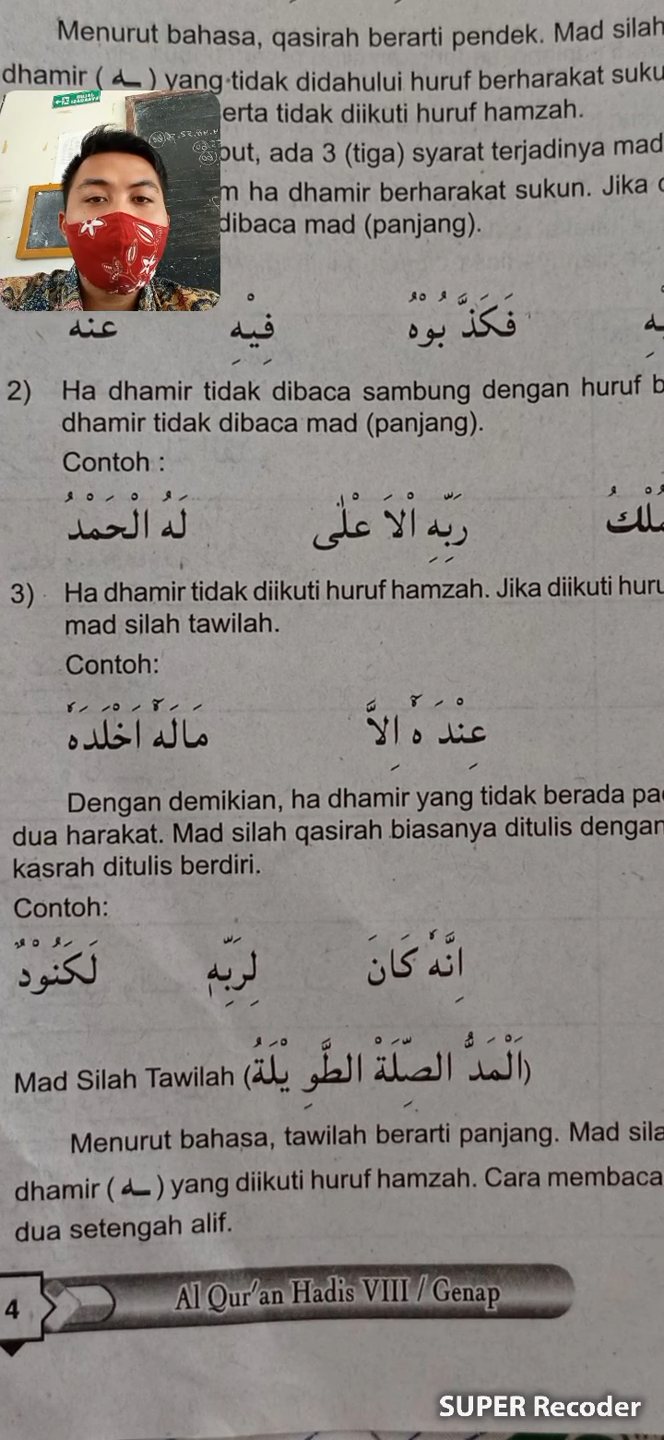 Menurut bahasa, qasirah berarti pendek. Mad silah
dhamir ( ـه ) yang tidak didahului huruf berharakat suku
erta tidak diikuti huruf hamzah.
but, ada 3 (tiga) syarat terjadinya mad
m ha dhamir berharakat sukun. Jika
dibaca mad (panjang).
فَكَذَّ بُوْهُ فِيْهِ عنْه
2) Ha dhamir tidak dibaca sambung dengan huruf b
dhamir tidak dibaca mad (panjang).
Contoh :
مُلْكُ رَبِّهِ اْلاَ عْلٰى لَهُ الْحَمْدُ
3) Ha dhamir tidak diikuti huruf hamzah. Jika diikuti huru
mad silah tawilah.
Contoh:
عِنْدَ هٗٓ اِلاَّ مَالَهٗٓ اَخْلَدَهٗ
Dengan demikian, ha dhamir yang tidak berada pa
dua harakat. Mad silah qasirah biasanya ditulis dengan
kasrah ditulis berdiri.
Contoh:
اِنَّهٗ كَانَ لِرَبِّهٖ لَكَنُوْدٌ
Mad Silah Tawilah (اَلْمَدُّ الصِّلَةْ الطَّوِ يْلَةُ)
Menurut bahasa, tawilah berarti panjang. Mad sila
dhamir ( ـه ) yang diikuti huruf hamzah. Cara membaca
dua setengah alif.
4 Al Qur'an Hadis VIII / Genap
SUPER Recoder